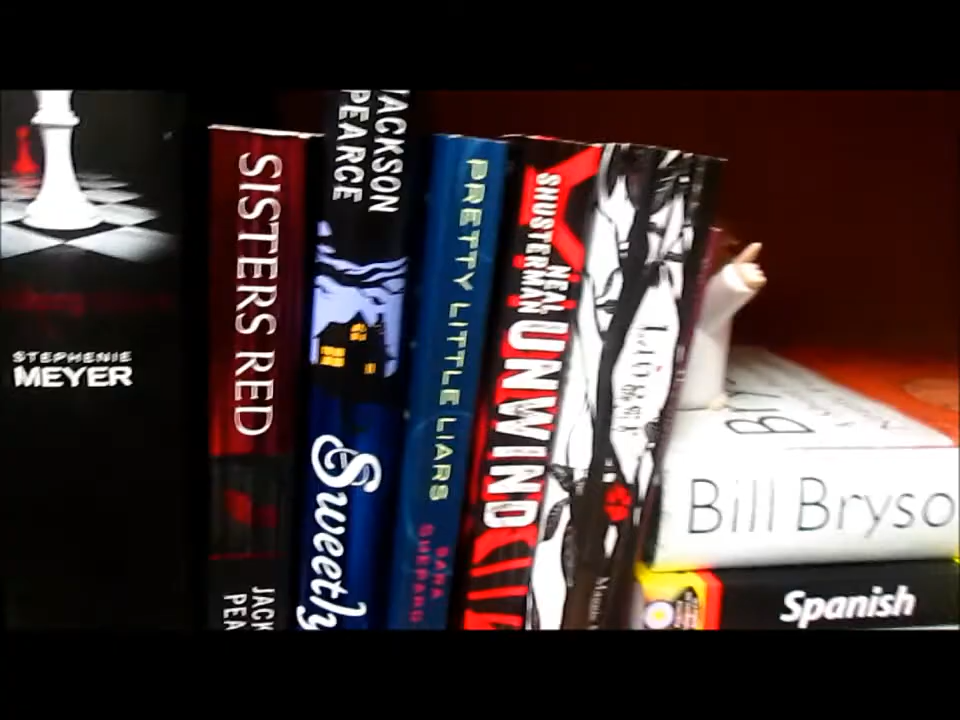 STEPHENIE
MEYER
SISTERS RED
JACK
PEA
JACKSON
PEARCE
Sweetly
PRETTY LITTLE LIARS
SARA
SHEPARD
NEAL
SHUSTERMAN
UNWIND
Maggie
Bill Bryso
Spanish